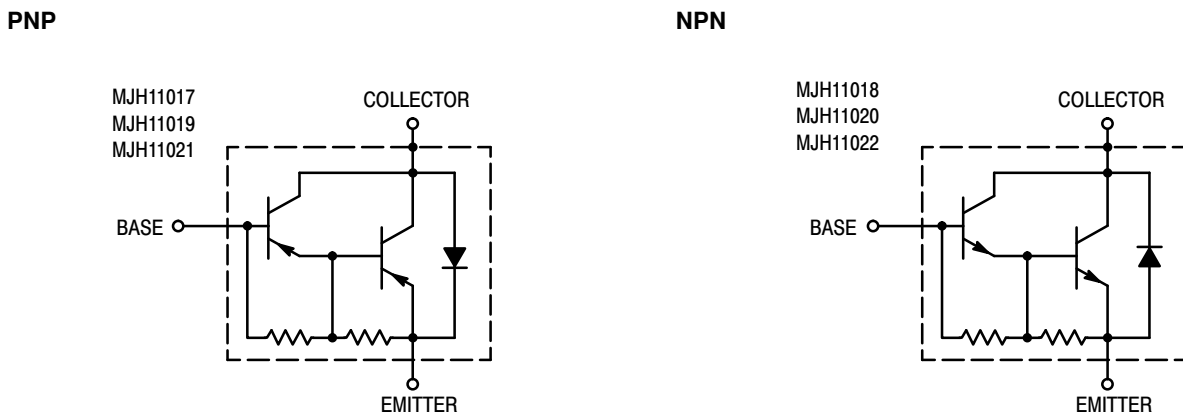 PNP
MJH11017
MJH11019
MJH11021
COLLECTOR
BASE
EMITTER
NPN
MJH11018
MJH11020
MJH11022
COLLECTOR
BASE
EMITTER